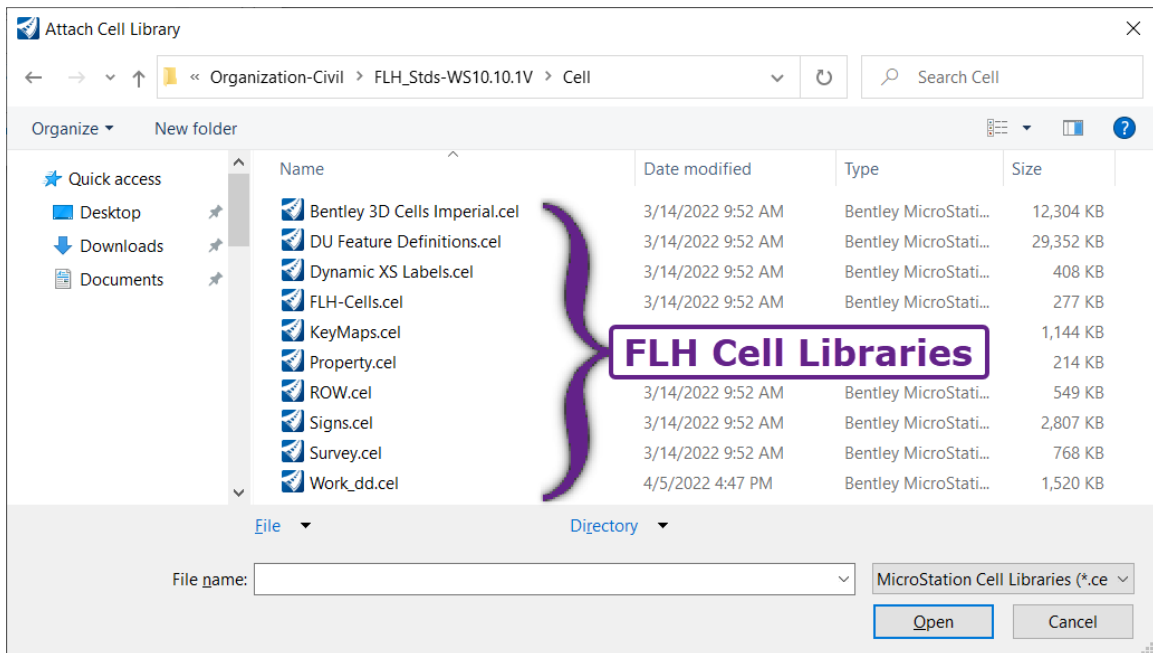 Attach Cell Library
« Organization-Civil > FLH_Stds-WS10.10.1V > Cell
Search Cell
Organize
New folder
Quick access
Desktop
Downloads
Documents
Name Date modified Type Size
Bentley 3D Cells Imperial.cel 3/14/2022 9:52 AM Bentley MicroStati... 12,304 KB
DU Feature Definitions.cel 3/14/2022 9:52 AM Bentley MicroStati... 29,352 KB
Dynamic XS Labels.cel 3/14/2022 9:52 AM Bentley MicroStati... 408 KB
FLH-Cells.cel 3/14/2022 9:52 AM Bentley MicroStati... 277 KB
KeyMaps.cel 1,144 KB
Property.cel 214 KB
FLH Cell Libraries
ROW.cel 3/14/2022 9:52 AM Bentley MicroStati... 549 KB
Signs.cel 3/14/2022 9:52 AM Bentley MicroStati... 2,807 KB
Survey.cel 3/14/2022 9:52 AM Bentley MicroStati... 768 KB
Work_dd.cel 4/5/2022 4:47 PM Bentley MicroStati... 1,520 KB
File Directory
File name:
MicroStation Cell Libraries (*.ce
Open Cancel